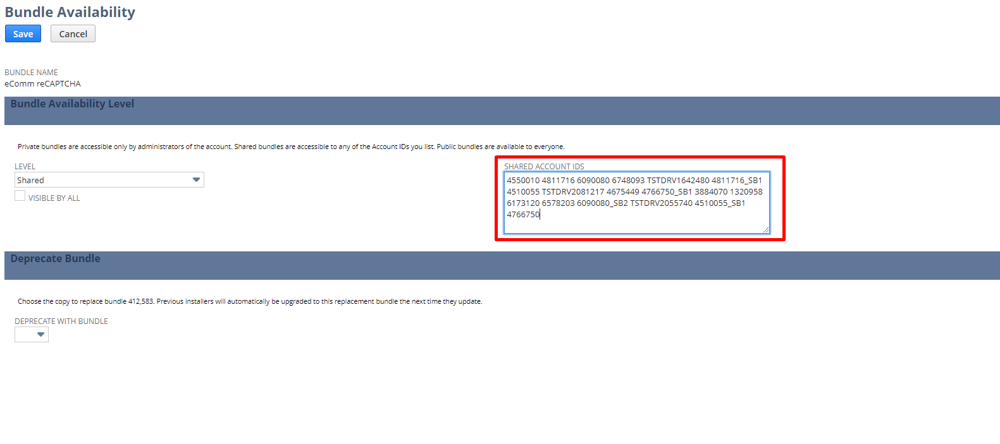 Bundle Availability
Save Cancel
BUNDLE NAME
eComm reCAPTCHA
Bundle Availability Level
Private bundles are accessible only by administrators of the account. Shared bundles are accessible to any of the Account IDs you list. Public bundles are available to everyone.
LEVEL
Shared
VISIBLE BY ALL
SHARED ACCOUNT IDS
4550010 4811716 6090080 6748093 TSTDRV1642480 4811716_SB1
4510055 TSTDRV2081217 4675449 4766750_SB1 3884070 1320958
6173120 6578203 6090080_SB2 TSTDRV2055740 4510055_SB1
4766750
Deprecate Bundle
Choose the copy to replace bundle 412,583. Previous installers will automatically be upgraded to this replacement bundle the next time they update.
DEPRECATE WITH BUNDLE